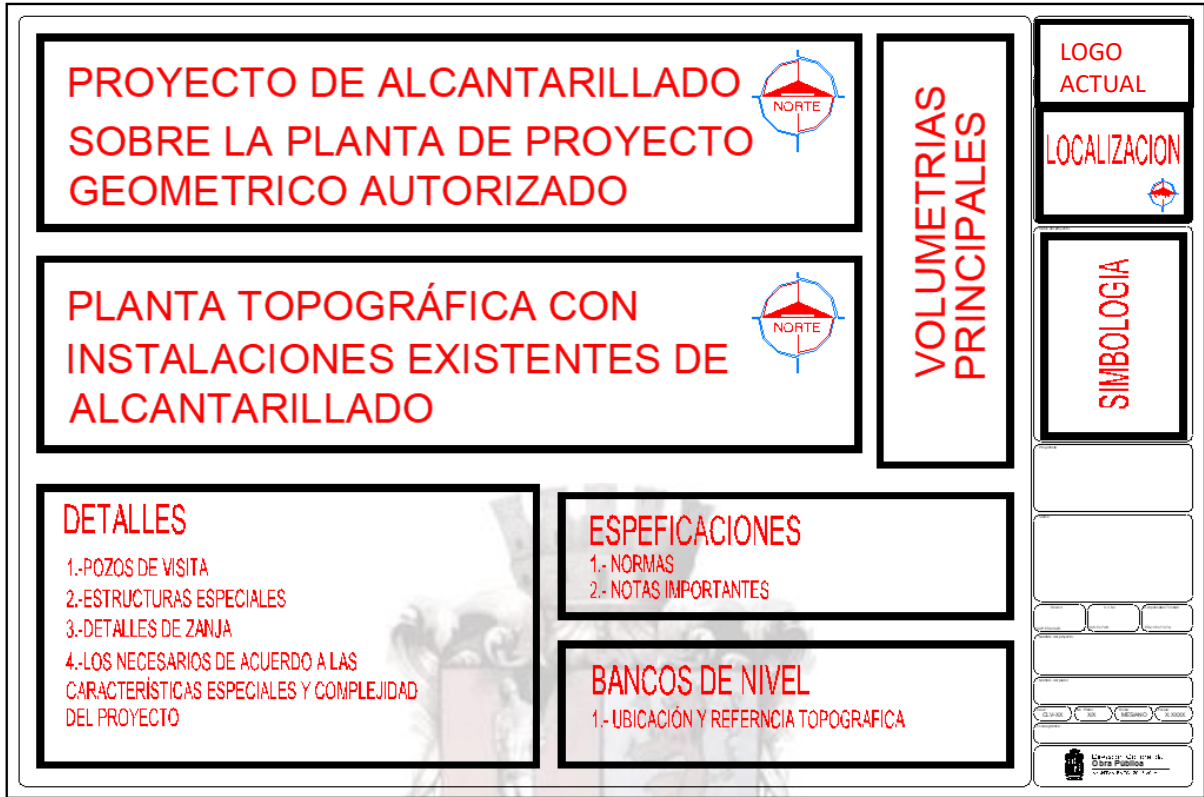 PROYECTO DE ALCANTARILLADO
SOBRE LA PLANTA DE PROYECTO
GEOMETRICO AUTORIZADO
NORTE
PLANTA TOPOGRÁFICA CON
INSTALACIONES EXISTENTES DE
ALCANTARILLADO
NORTE
VOLUMETRIAS
PRINCIPALES
DETALLES
1.-POZOS DE VISITA
2.-ESTRUCTURAS ESPECIALES
3.-DETALLES DE ZANJA
4.-LOS NECESARIOS DE ACUERDO A LAS
CARACTERÍSTICAS ESPECIALES Y COMPLEJIDAD
DEL PROYECTO
ESPEFICACIONES
1.- NORMAS
2.- NOTAS IMPORTANTES
BANCOS DE NIVEL
1.- UBICACIÓN Y REFERNCIA TOPOGRAFICA
LOGO
ACTUAL
LOCALIZACION
SIMBOLOGIA
CLV-XX XX MES/ANO X:XXXX
Obra Pública